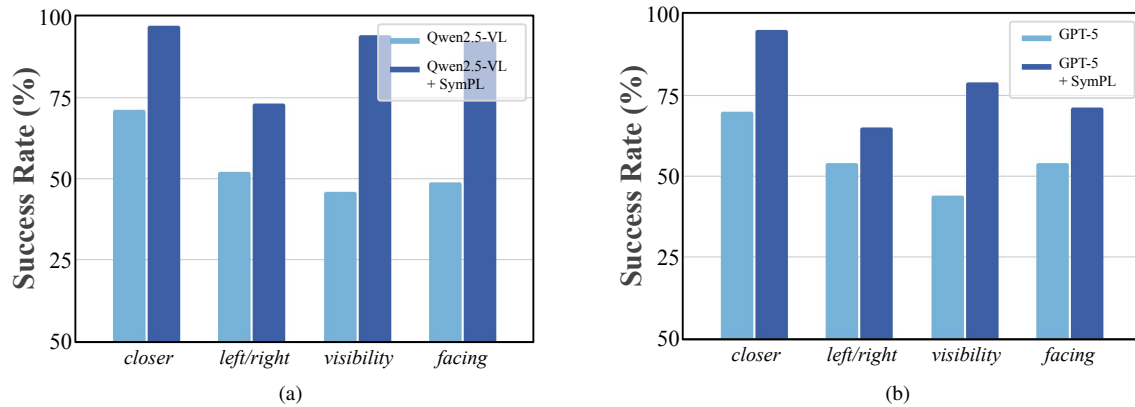 Success Rate (%)
100
75
50
25
50
Qwen2.5-VL
Qwen2.5-VL
+ SymPL
closer left/right visibility facing
(a)
Success Rate (%)
100
75
50
25
50
GPT-5
GPT-5
+ SymPL
closer left/right visibility facing
(b)